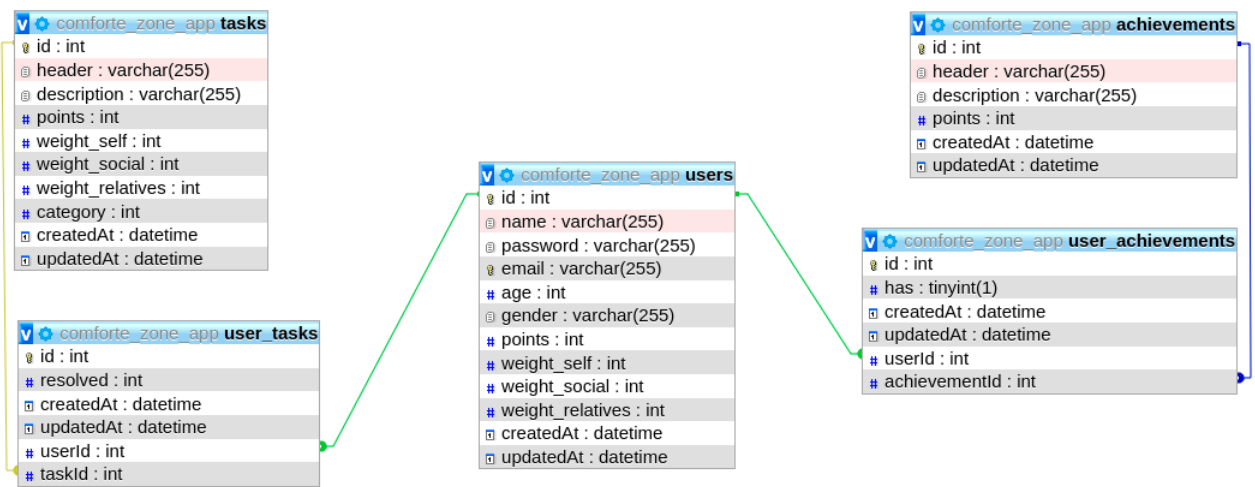 comforte_zone_app tasks
id : int
header : varchar(255)
description : varchar(255)
points : int
weight_self : int
weight_social : int
weight_relatives : int
category : int
createdAt : datetime
updatedAt : datetime
comforte_zone_app user_tasks
id : int
resolved : int
createdAt : datetime
updatedAt : datetime
userId : int
taskId : int
comforte_zone_app users
id : int
name : varchar(255)
password : varchar(255)
email : varchar(255)
age : int
gender : varchar(255)
points : int
weight_self : int
weight_social : int
weight_relatives : int
createdAt : datetime
updatedAt : datetime
comforte_zone_app achievements
id : int
header : varchar(255)
description : varchar(255)
points : int
createdAt : datetime
updatedAt : datetime
comforte_zone_app user_achievements
id : int
has : tinyint(1)
createdAt : datetime
updatedAt : datetime
userId : int
achievementId : int